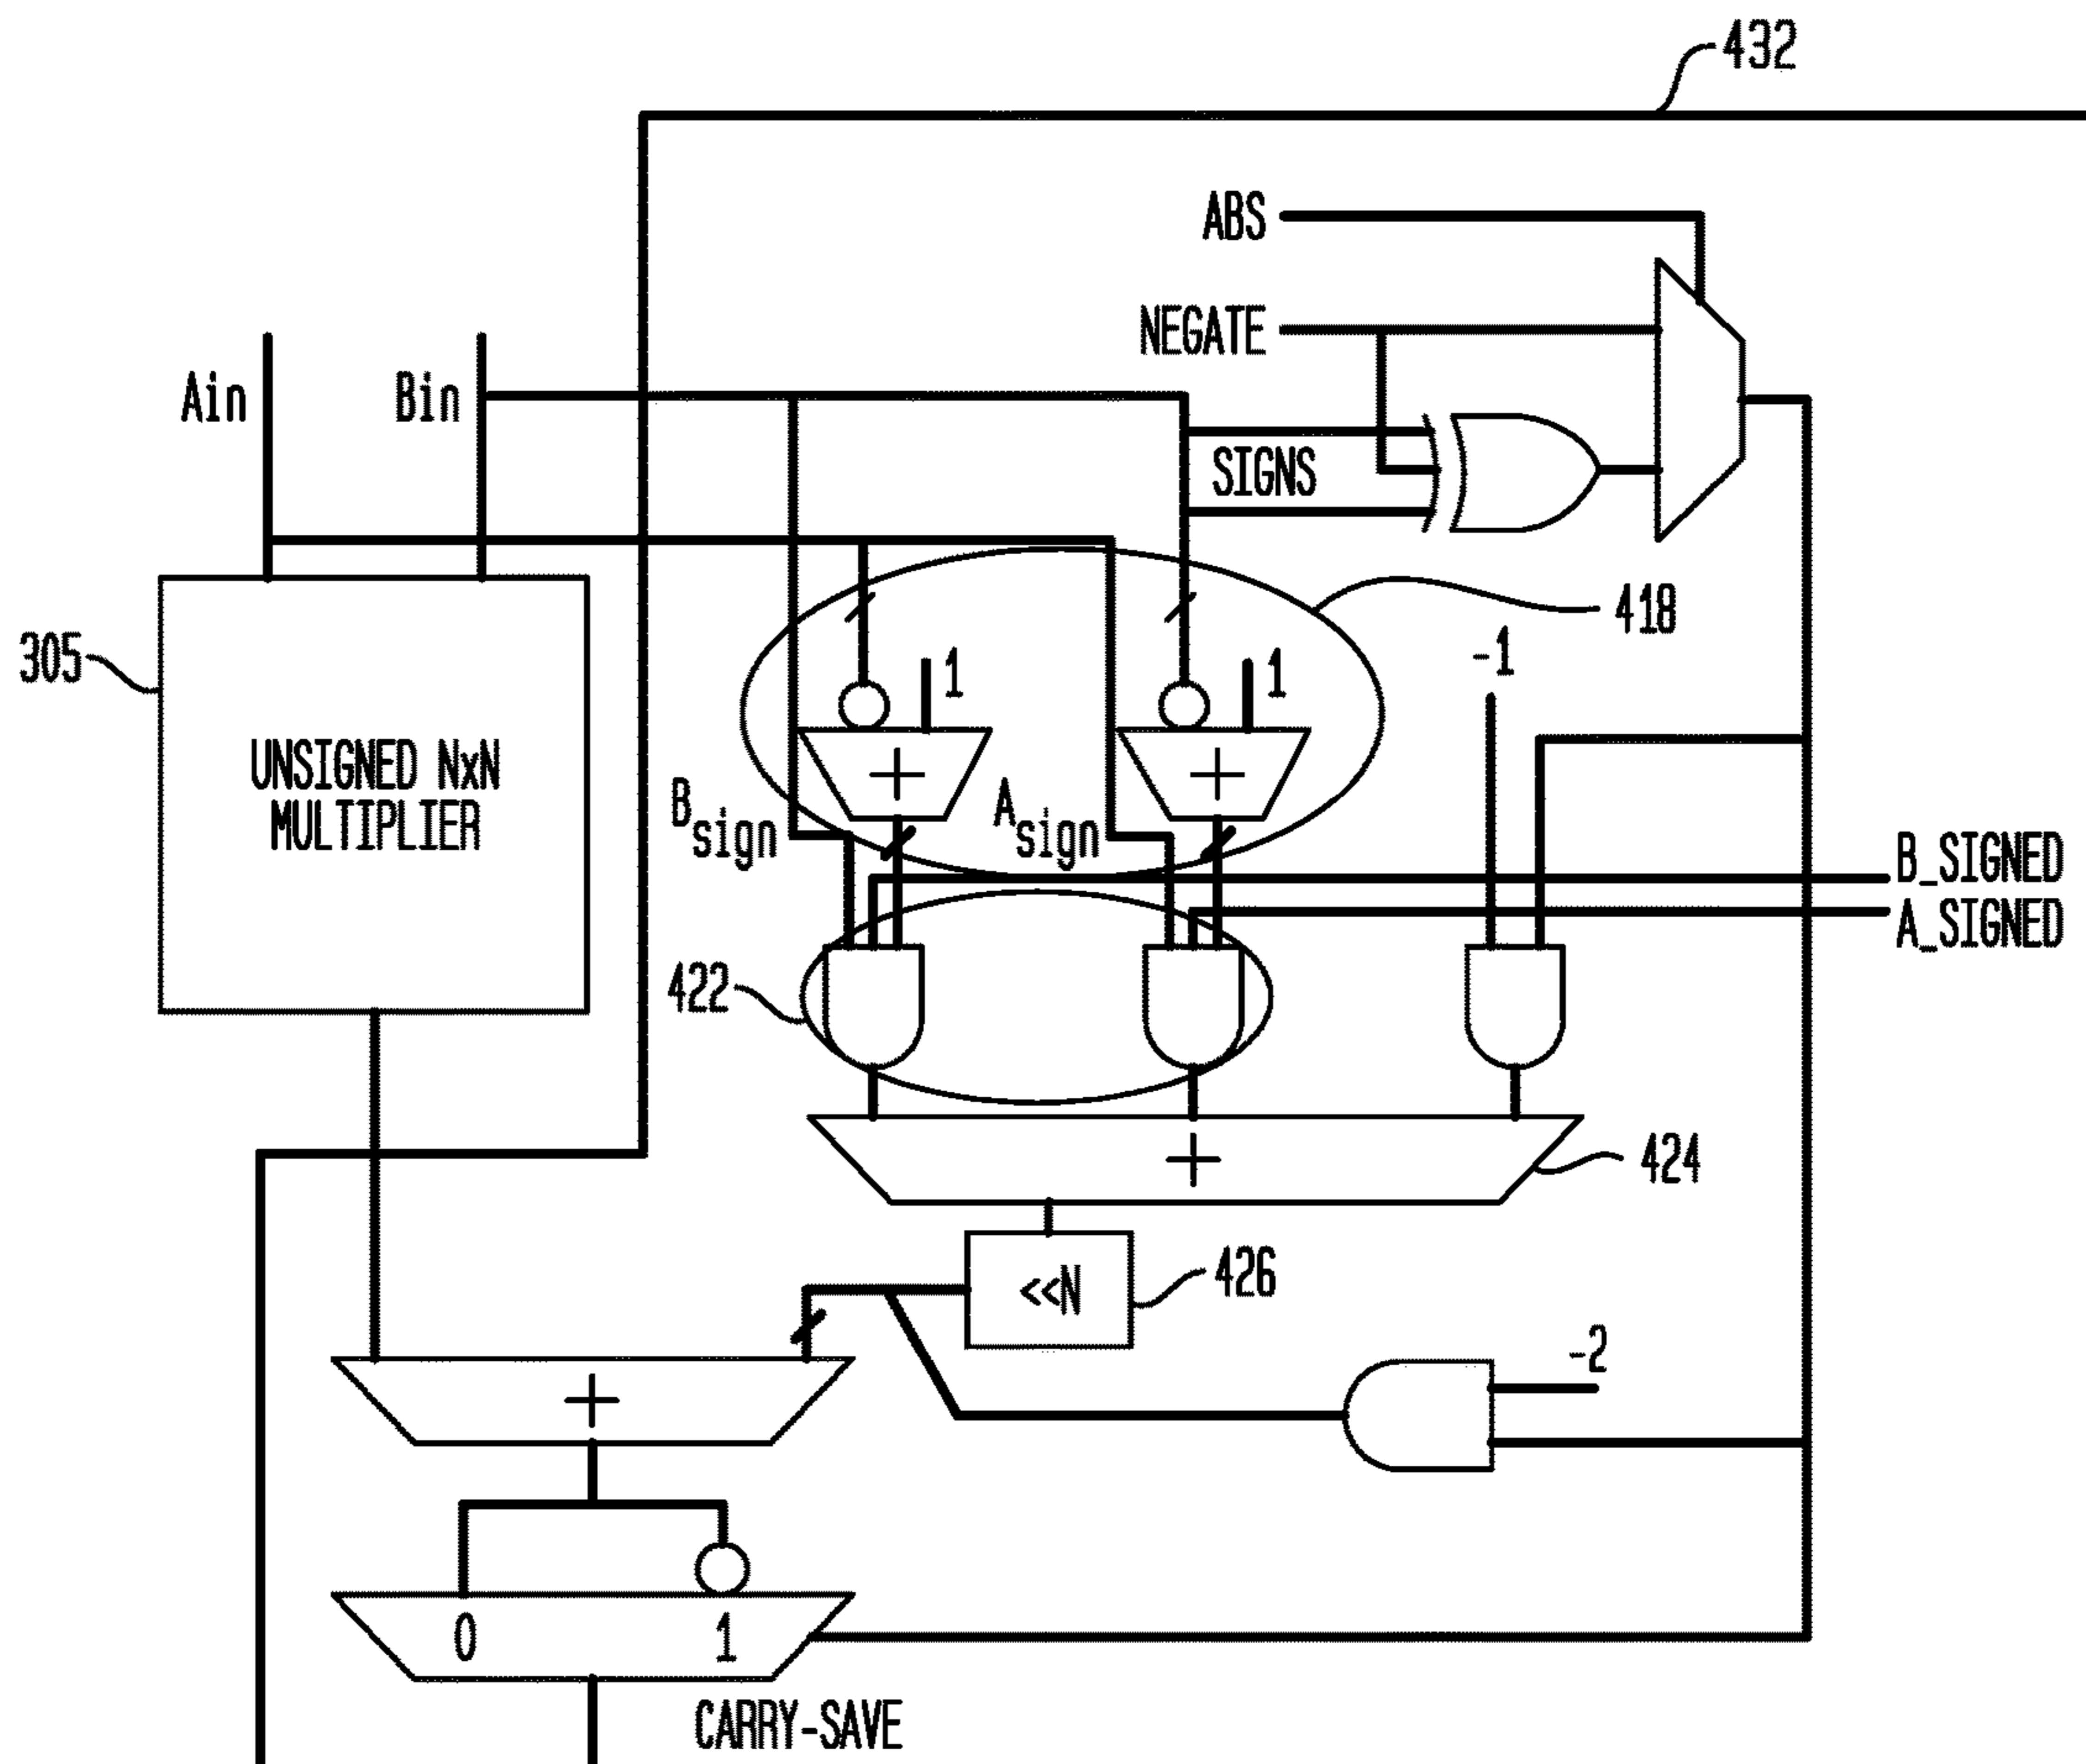 432
ABS
NEGATE
Ain
Bin
SIGNS
418
305
1
1
-1
UNSIGNED NxN
MULTIPLIER
Bsign
Asign
B_SIGNED
A_SIGNED
422
+
+
424
+
<<N
426
-2
+
0
1
CARRY-SAVE